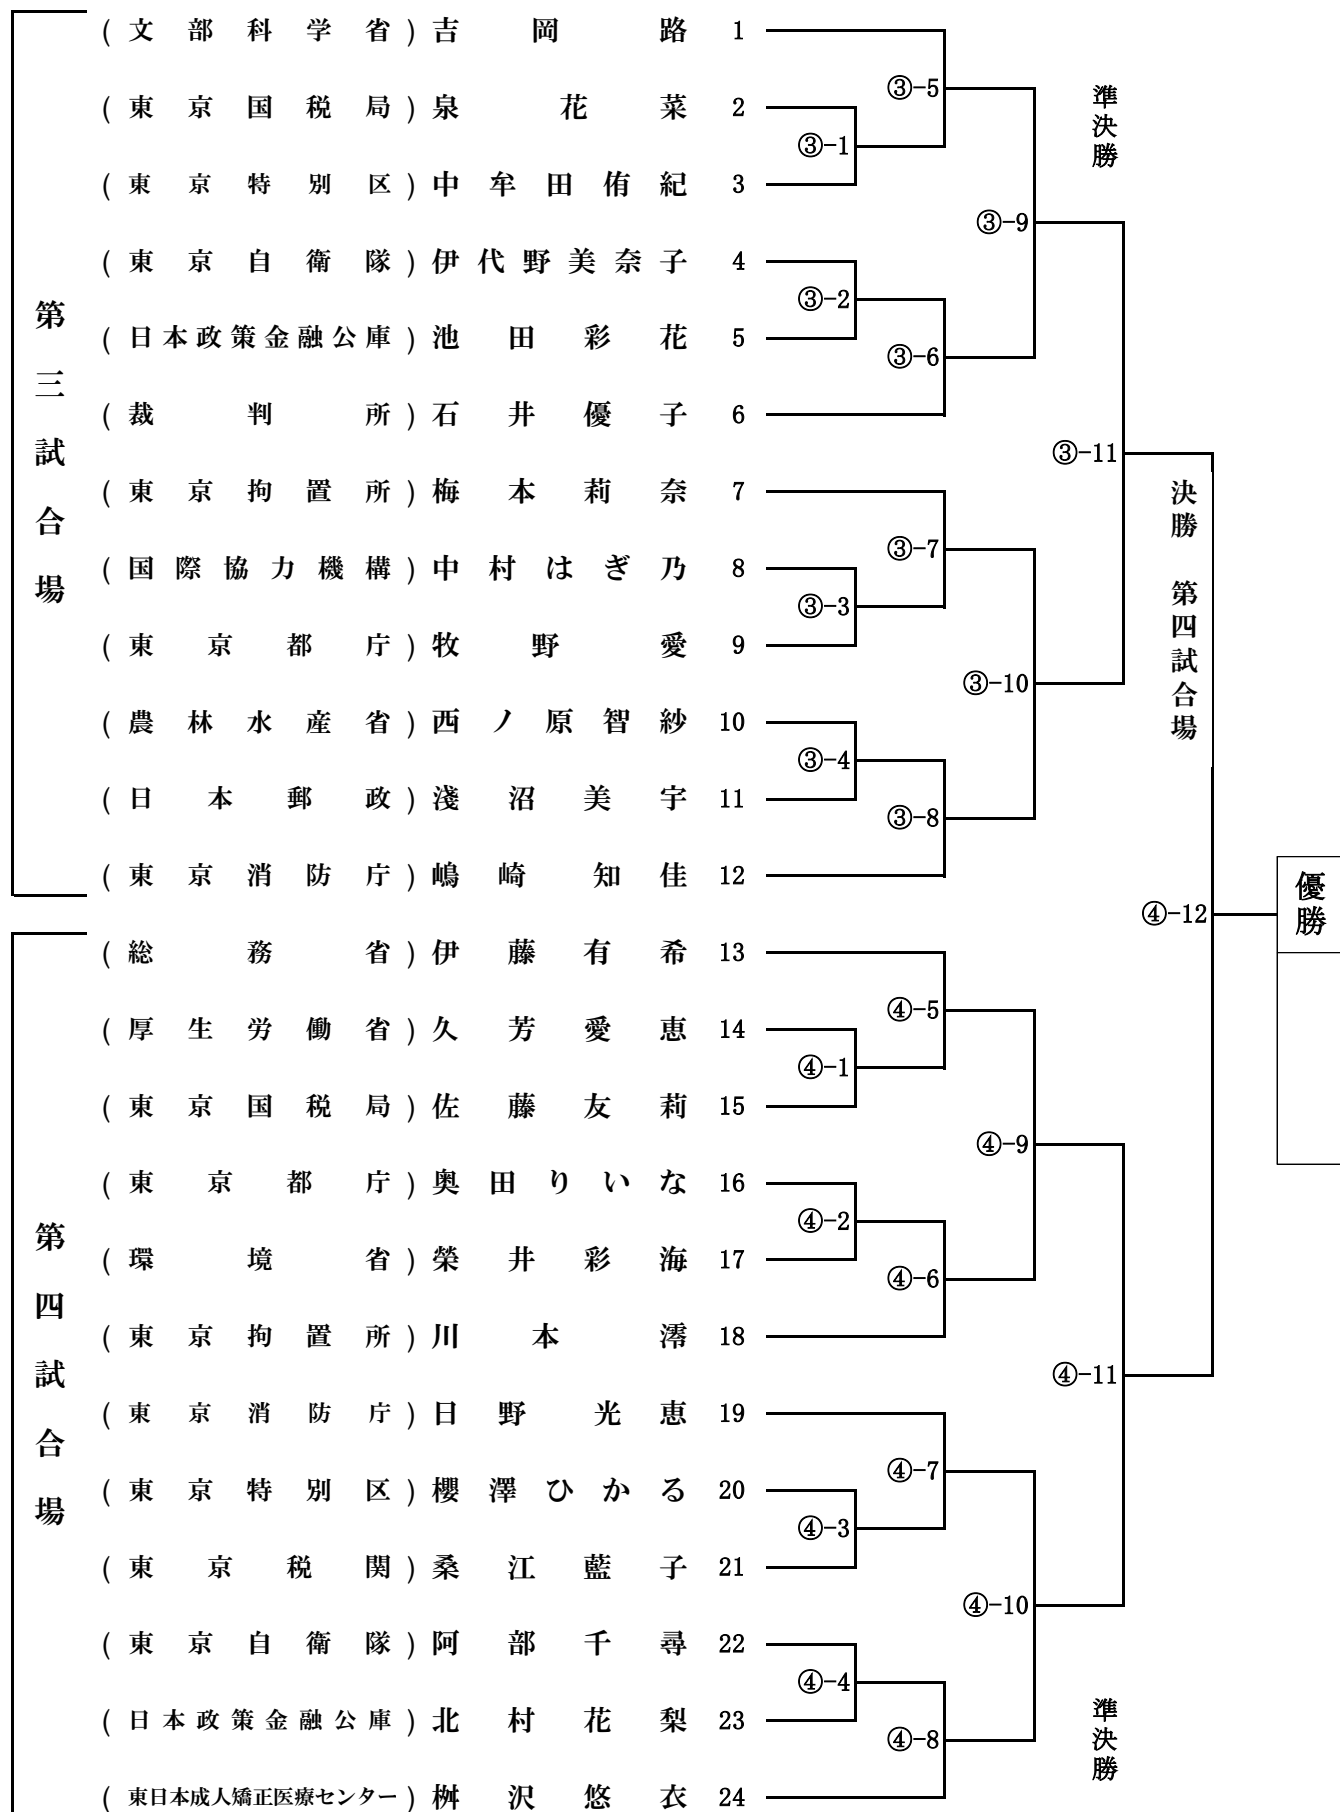 第三試合場
(文部科学省) 吉岡路 1
(東京国税局) 泉花菜 2
(東京特別区) 中牟田侑紀 3
(東京自衛隊) 伊代野美奈子 4
(日本政策金融公庫) 池田彩花 5
(裁判所) 石井優子 6
(東京拘置所) 梅本莉奈 7
(国際協力機構) 中村はぎ乃 8
(東京都庁) 牧野愛 9
(農林水産省) 西ノ原智紗 10
(日本郵政) 淺沼美宇 11
(東京消防庁) 嶋崎知佳 12
③-1
③-2
③-3
③-4
③-5
③-6
③-7
③-8
③-9
③-10
③-11
準決勝
第四試合場
(総務省) 伊藤有希 13
(厚生労働省) 久芳愛恵 14
(東京国税局) 佐藤友莉 15
(東京都庁) 奥田りいな 16
(環境省) 榮井彩海 17
(東京拘置所) 川本澪 18
(東京消防庁) 日野光恵 19
(東京特別区) 櫻澤ひかる 20
(東京税関) 桑江藍子 21
(東京自衛隊) 阿部千尋 22
(日本政策金融公庫) 北村花梨 23
(東日本成人矯正医療センター) 桝沢悠衣 24
④-1
④-2
④-3
④-4
④-5
④-6
④-7
④-8
④-9
④-10
④-11
準決勝
決勝 第四試合場
④-12
優勝